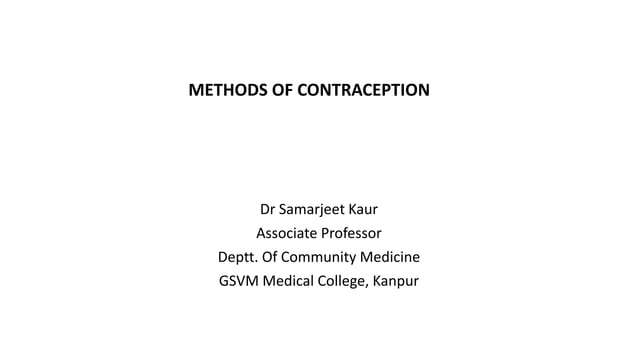 METHODS OF CONTRACEPTION
Dr Samarjeet Kaur
Associate Professor
Deptt. Of Community Medicine
GSVM Medical College, Kanpur